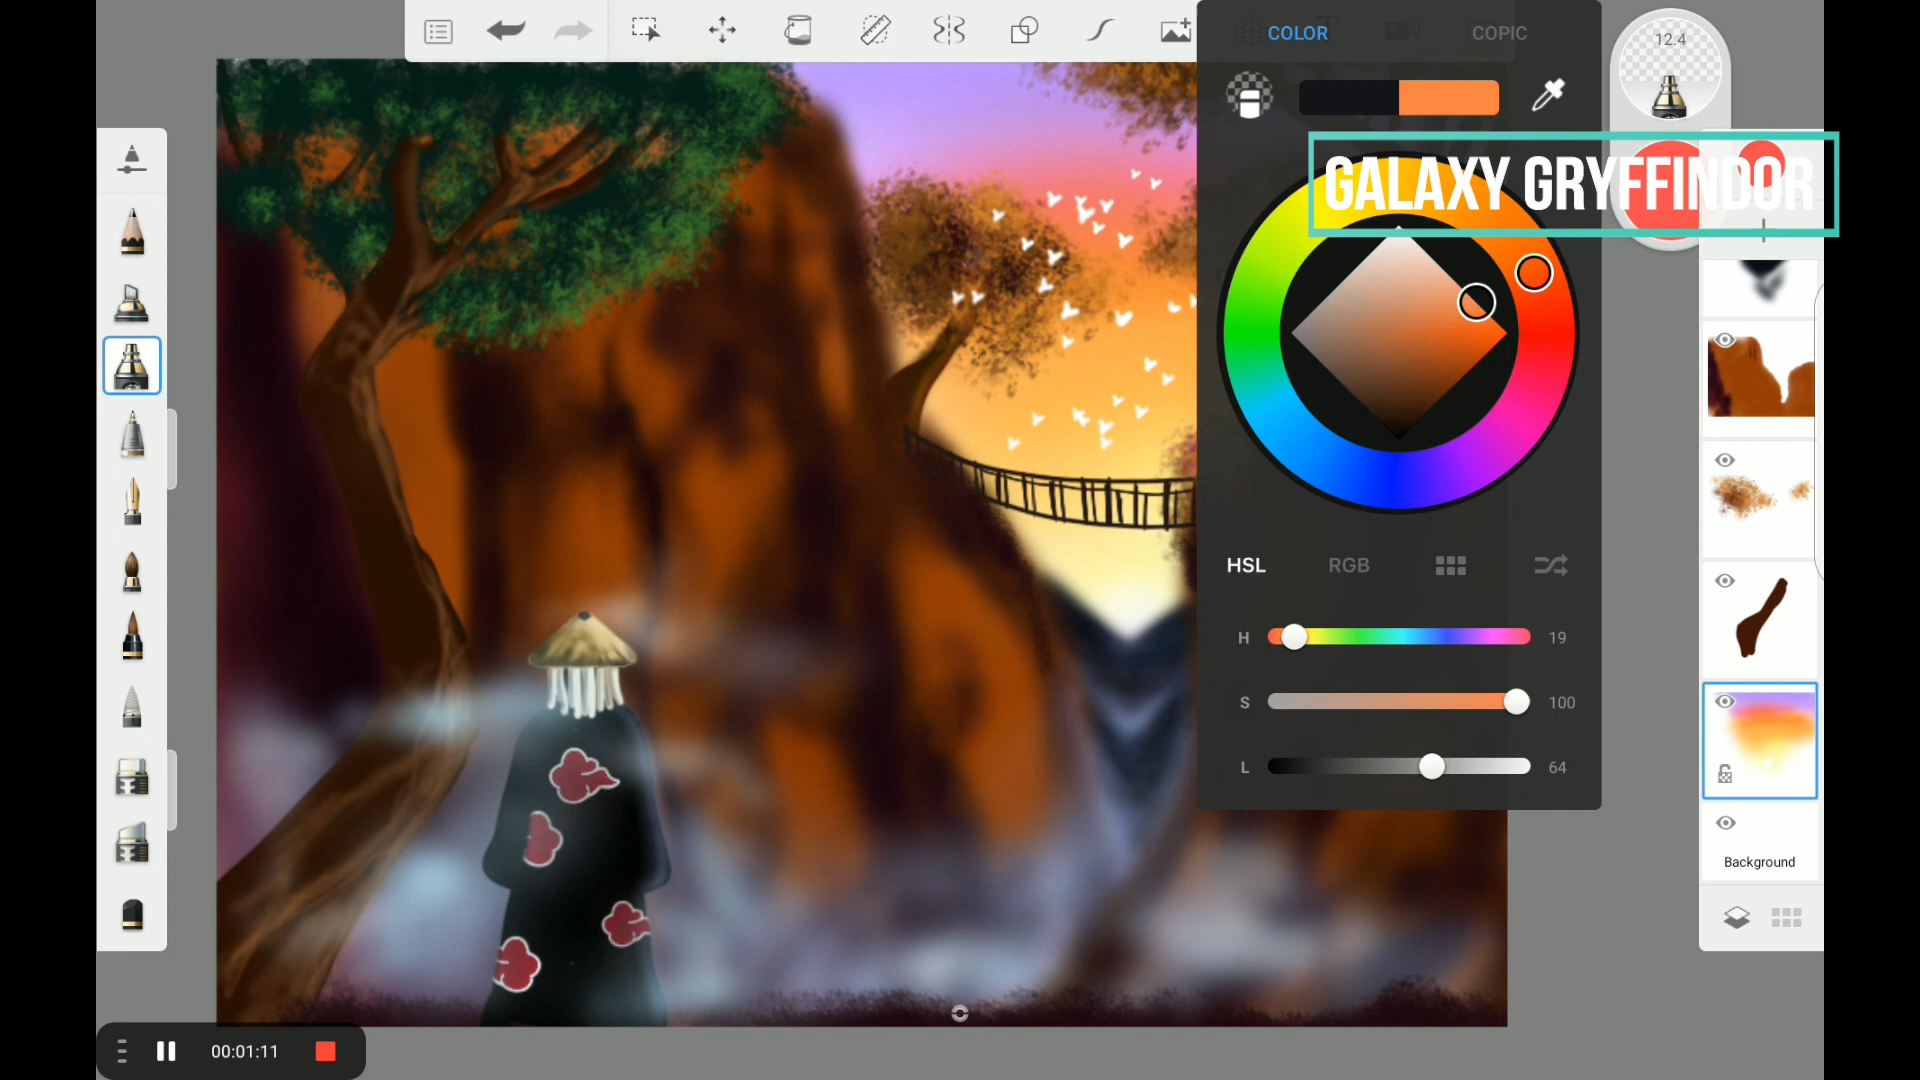 COLOR
COPIC
12.4
GALAXY GRYFFINDOR
HSL
RGB
H
19
S
100
L
64
Background
00:01:11